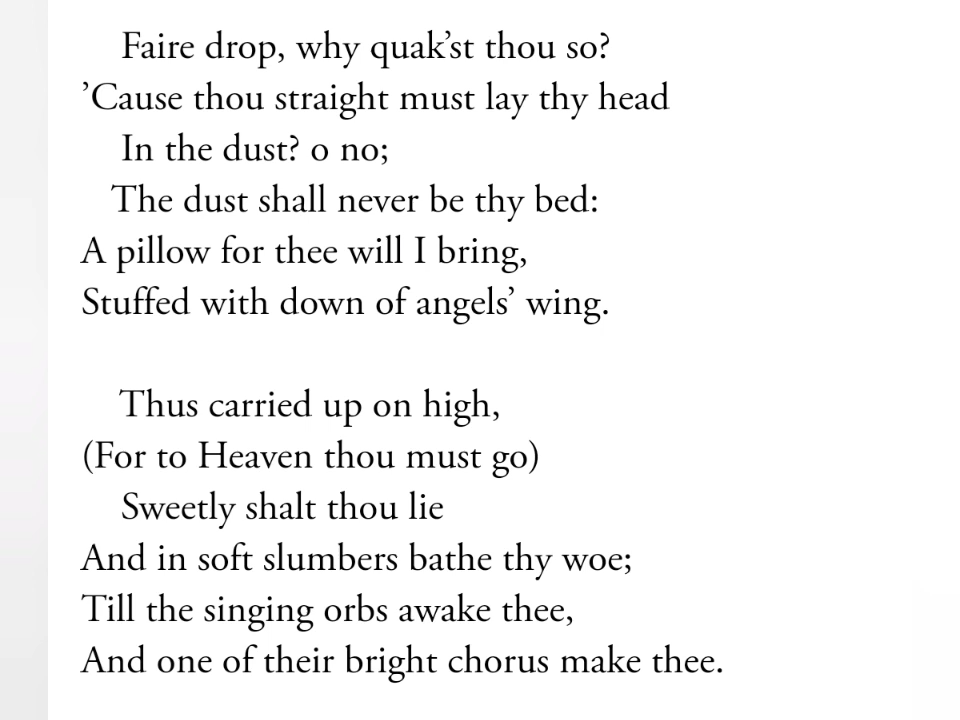 Faire drop, why quak’st thou so?
’Cause thou straight must lay thy head
In the dust? o no;
The dust shall never be thy bed:
A pillow for thee will I bring,
Stuffed with down of angels’ wing.

Thus carried up on high,
(For to Heaven thou must go)
Sweetly shalt thou lie
And in soft slumbers bathe thy woe;
Till the singing orbs awake thee,
And one of their bright chorus make thee.